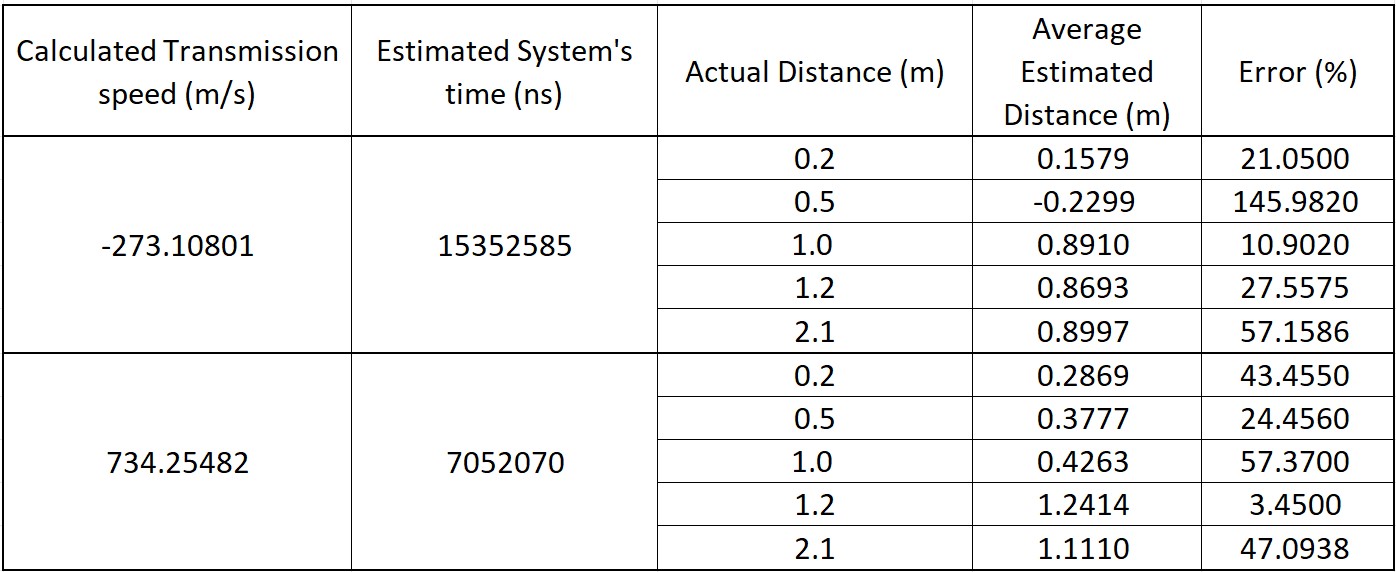 Calculated Transmission speed (m/s) Estimated System's time (ns) Actual Distance (m) Average Estimated Distance (m) Error (%)
-273.10801 15352585 0.2 0.1579 21.0500
0.5 -0.2299 145.9820
1.0 0.8910 10.9020
1.2 0.8693 27.5575
2.1 0.8997 57.1586
734.25482 7052070 0.2 0.2869 43.4550
0.5 0.3777 24.4560
1.0 0.4263 57.3700
1.2 1.2414 3.4500
2.1 1.1110 47.0938